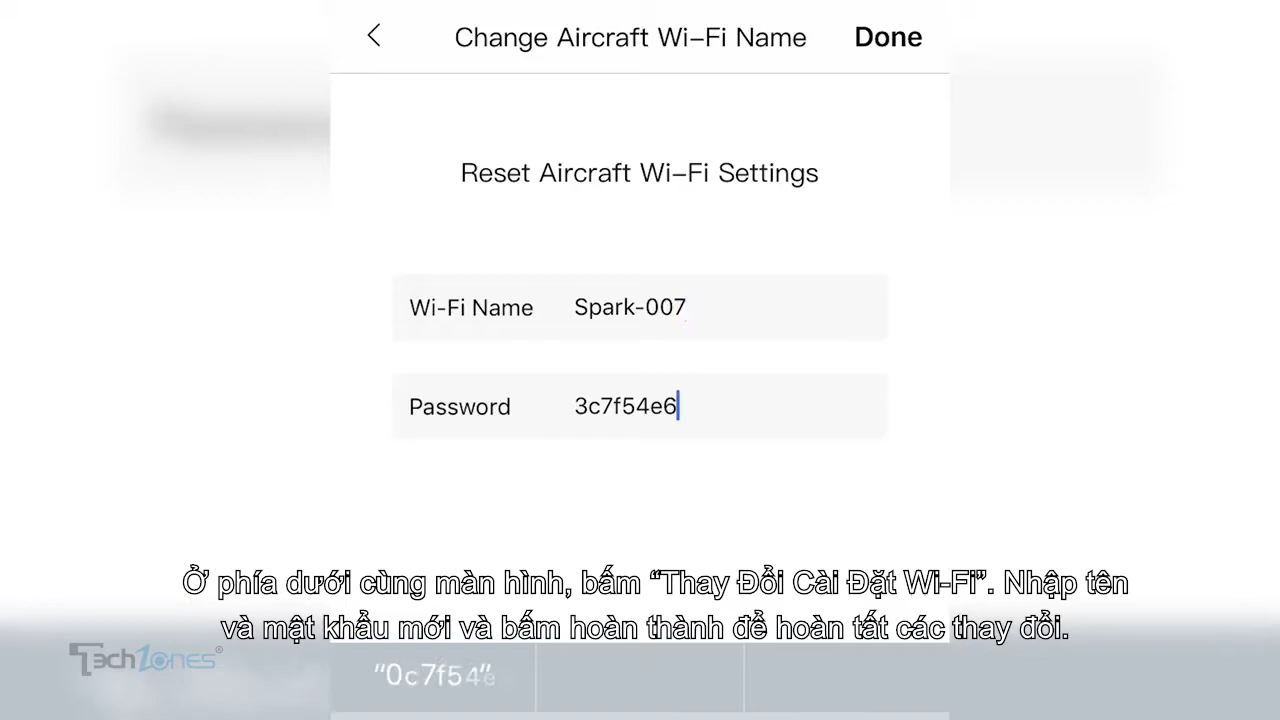 Change Aircraft Wi-Fi Name Done
Reset Aircraft Wi-Fi Settings
Wi-Fi Name Spark-007
Password 3c7f54e6
Ở phía dưới cùng màn hình, bấm “Thay Đổi Cài Đặt Wi-Fi”. Nhập tên
và mật khẩu mới và bấm hoàn thành để hoàn tất các thay đổi.
TechZones®
“0c7f54e